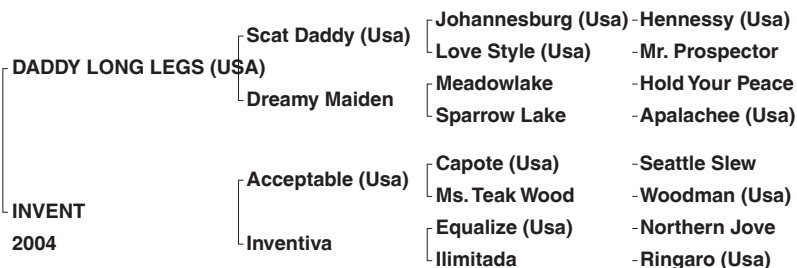 Johannesburg (Usa) - Hennessy (Usa)
Scat Daddy (Usa)
Love Style (Usa) - Mr. Prospector
DADDY LONG LEGS (USA)
Meadowlake - Hold Your Peace
Dreamy Maiden
Sparrow Lake - Apalachee (Usa)
Capote (Usa) - Seattle Slew
Acceptable (Usa)
Ms. Teak Wood - Woodman (Usa)
INVENT
Equalize (Usa) - Northern Jove
2004
Inventiva
Ilimitada - Ringaro (Usa)